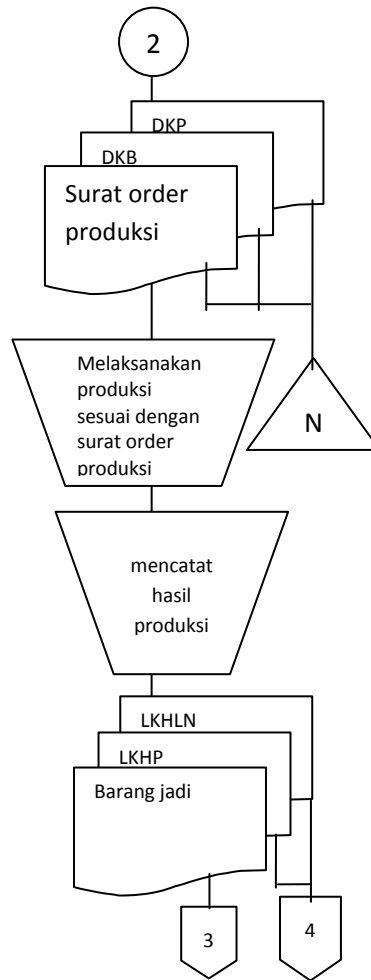 2
DKP
DKB
Surat order
produksi
Melaksanakan
produksi
sesuai dengan
surat order
produksi
N
mencatat
hasil
produksi
LKHLN
LKHP
Barang jadi
3
4